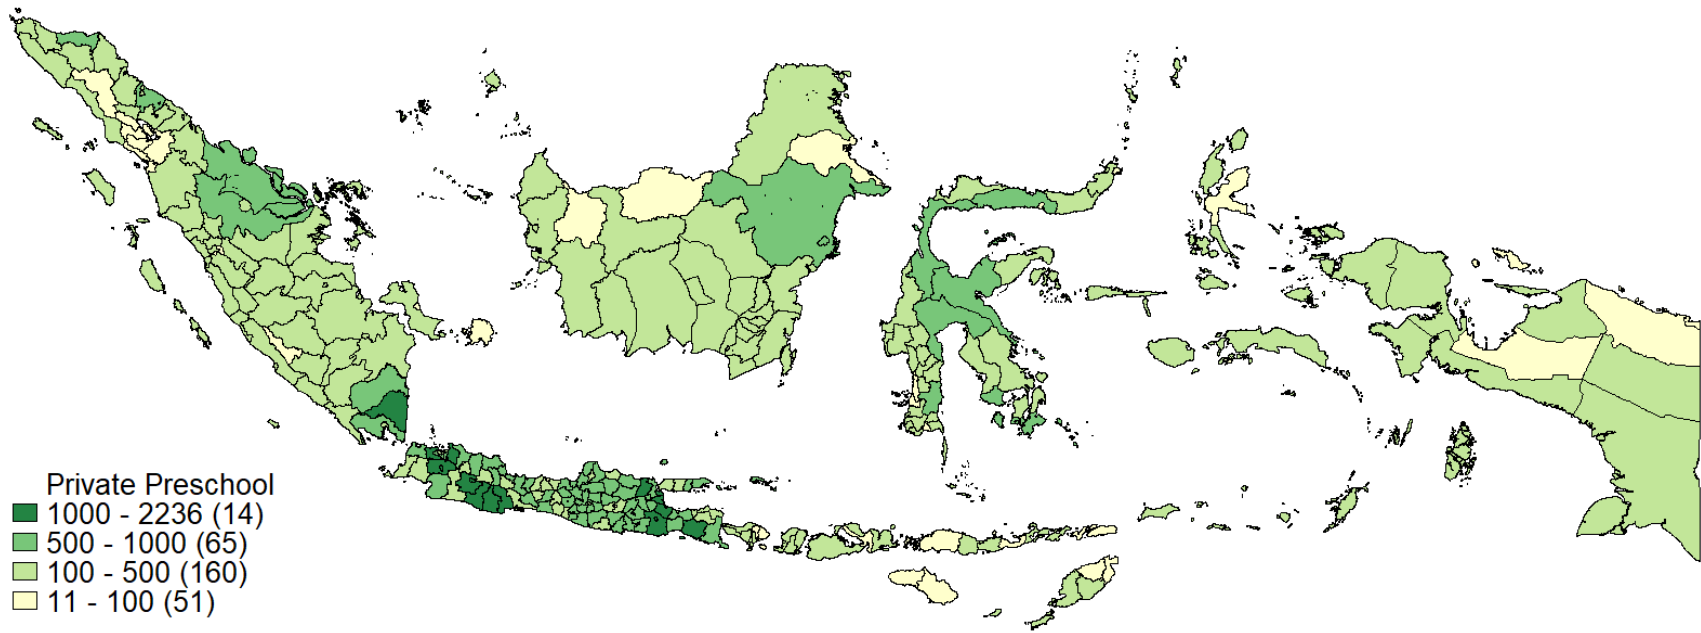 Private Preschool
1000 - 2236 (14)
500 - 1000 (65)
100 - 500 (160)
11 - 100 (51)